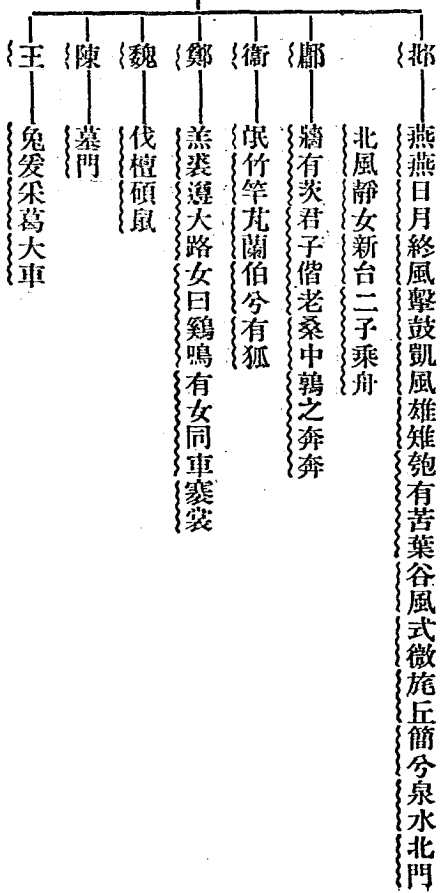 邶 燕燕日月終風擊鼓凱風雄雉匏有苦葉谷風式微旄丘簡兮泉水北門
北風靜女新台二子乘舟
鄘 牆有茨君子偕老桑中鶉之奔奔
衞 氓竹竿芄蘭伯兮有狐
鄭 羔裘遵大路女曰鷄鳴有女同車褰裳
魏 伐檀碩鼠
陳 墓門
王 兔爰采葛大車